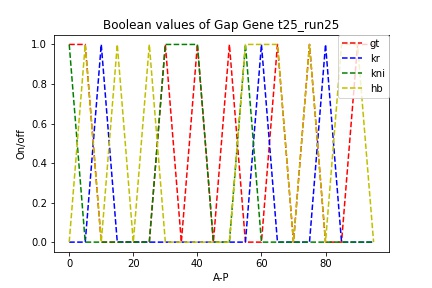 Boolean values of Gap Gene t25_run25
1.0
0.8
0.6
0.4
0.2
0.0
On/off
0 20 40 60 80
A-P
gt
kr
kni
hb